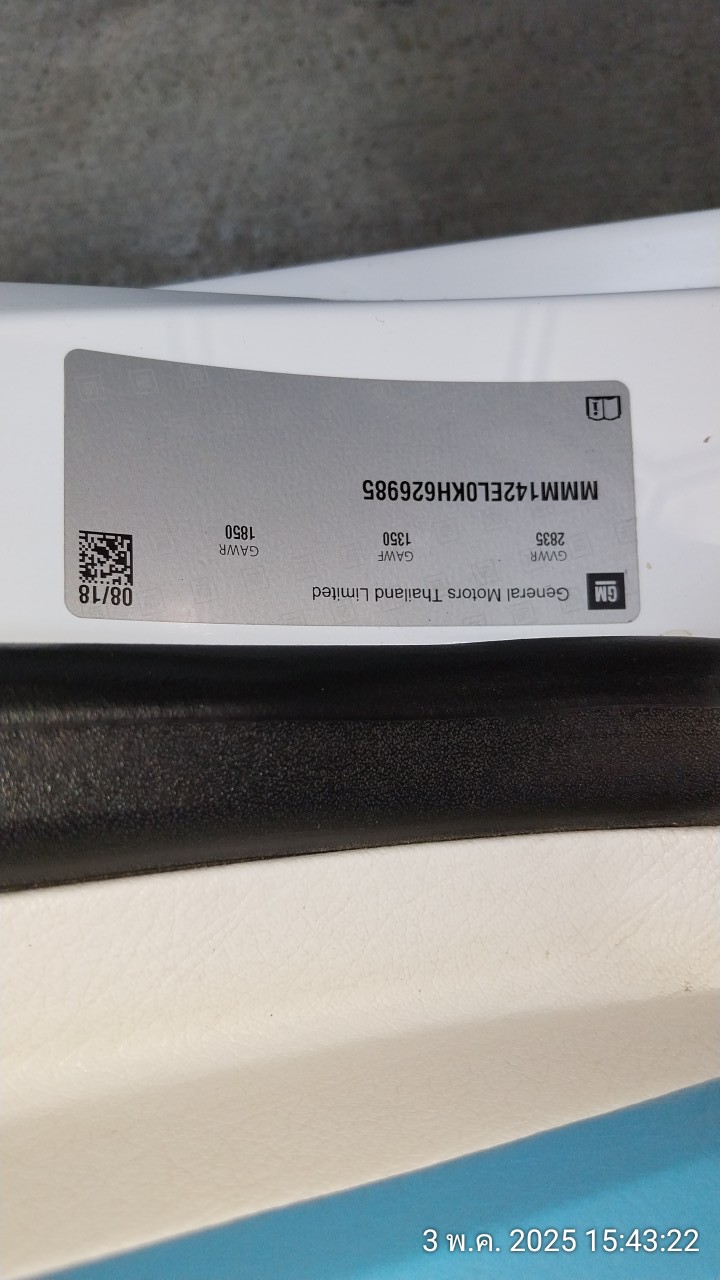 GM General Motors Thailand Limited
08/18
GVWR GAWF GAWR
2835 1350 1850
MMM142EL0KH626985
i
3 พ.ค. 2025 15:43:22